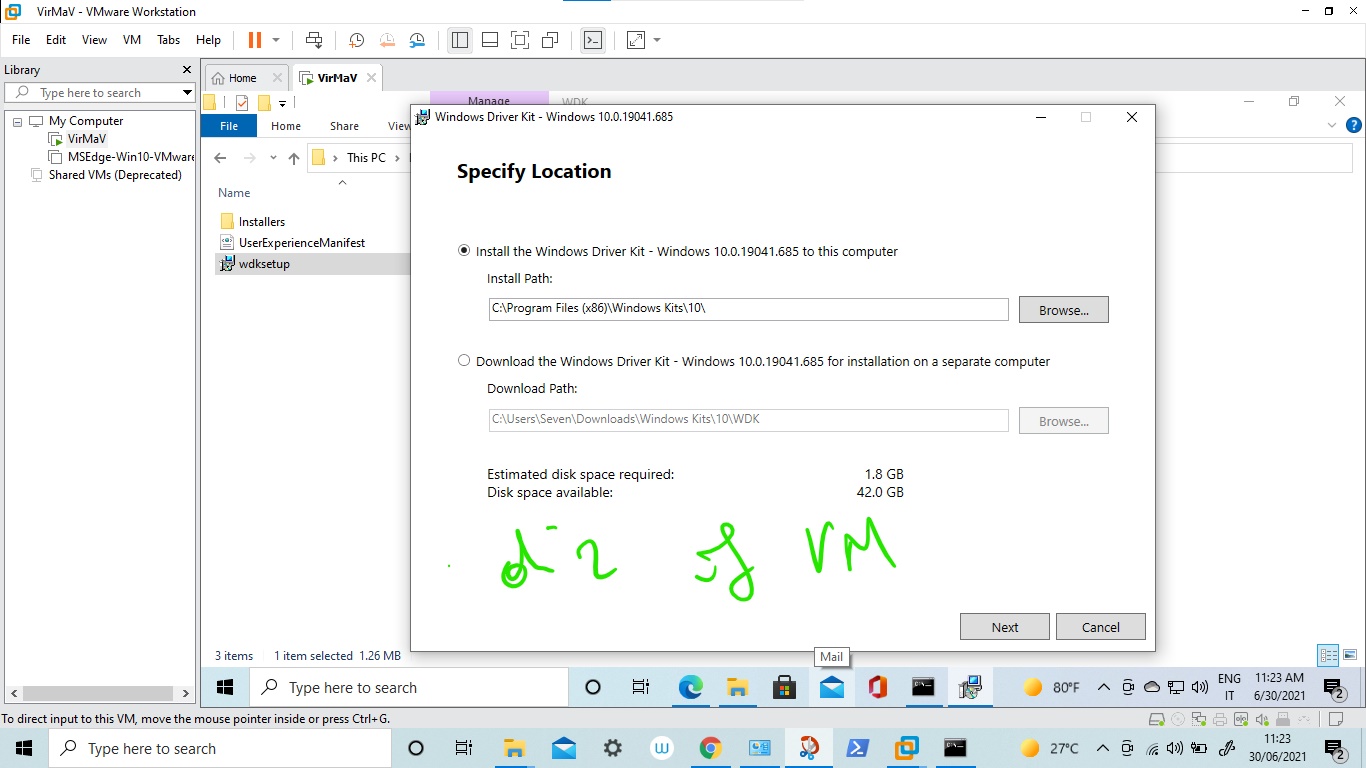 VirMaV - VMware Workstation
File Edit View VM Tabs Help
Library
Type here to search
My Computer
VirMaV
MSEdge-Win10-VMware
Shared VMs (Deprecated)
Home VirMaV
Manage WDK
File Home Share View
This PC
Name
Installers
UserExperienceManifest
wdksetup
Windows Driver Kit - Windows 10.0.19041.685
Specify Location
Install the Windows Driver Kit - Windows 10.0.19041.685 to this computer
Install Path:
C:\Program Files (x86)\Windows Kits\10\
Browse...
Download the Windows Driver Kit - Windows 10.0.19041.685 for installation on a separate computer
Download Path:
C:\Users\Seven\Downloads\Windows Kits\10\WDK
Browse...
Estimated disk space required: 1.8 GB
Disk space available: 42.0 GB
VM
Next Cancel
3 items 1 item selected 1.26 MB
Mail
Type here to search
80°F
ENG
IT
11:23 AM
6/30/2021
2
To direct input to this VM, move the mouse pointer inside or press Ctrl+G.
Type here to search
27°C
11:23
30/06/2021
2